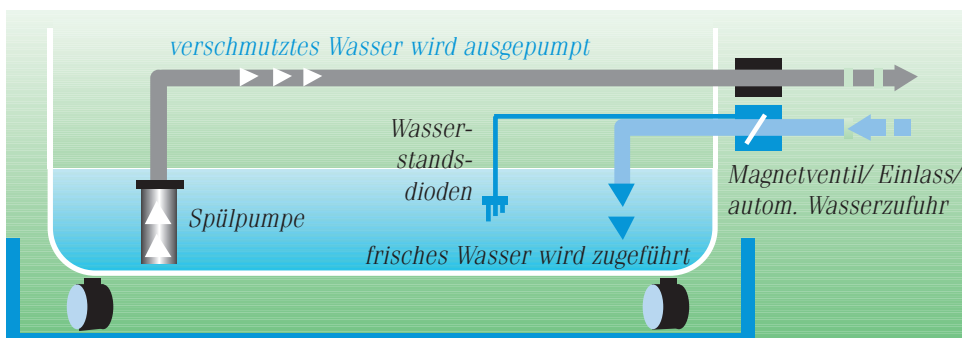 verschmutztes Wasser wird ausgepumpt
Wasser-
stands-
dioden
Magnetventil/ Einlass/
autom. Wasserzufuhr
Spülpumpe
frisches Wasser wird zugeführt